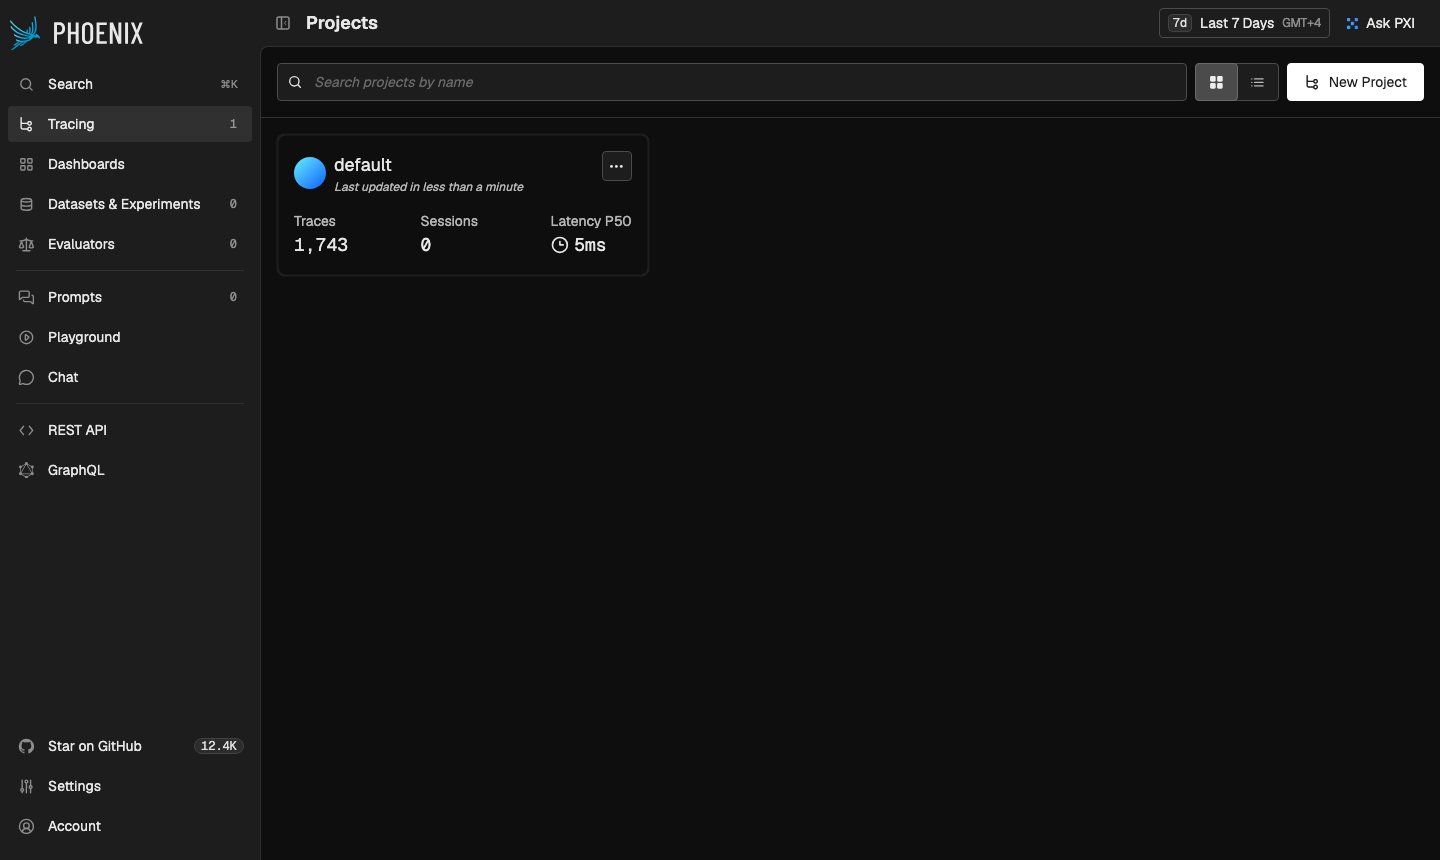 PHOENIX
Search ⌘K
Tracing 1
Dashboards
Datasets & Experiments 0
Evaluators 0
Prompts 0
Playground
Chat
REST API
GraphQL
Star on GitHub 12.4K
Settings
Account
Projects
7d Last 7 Days GMT+4
Ask PXI
Search projects by name
New Project
default
Last updated in less than a minute
Traces Sessions Latency P50
1,743 0 5ms